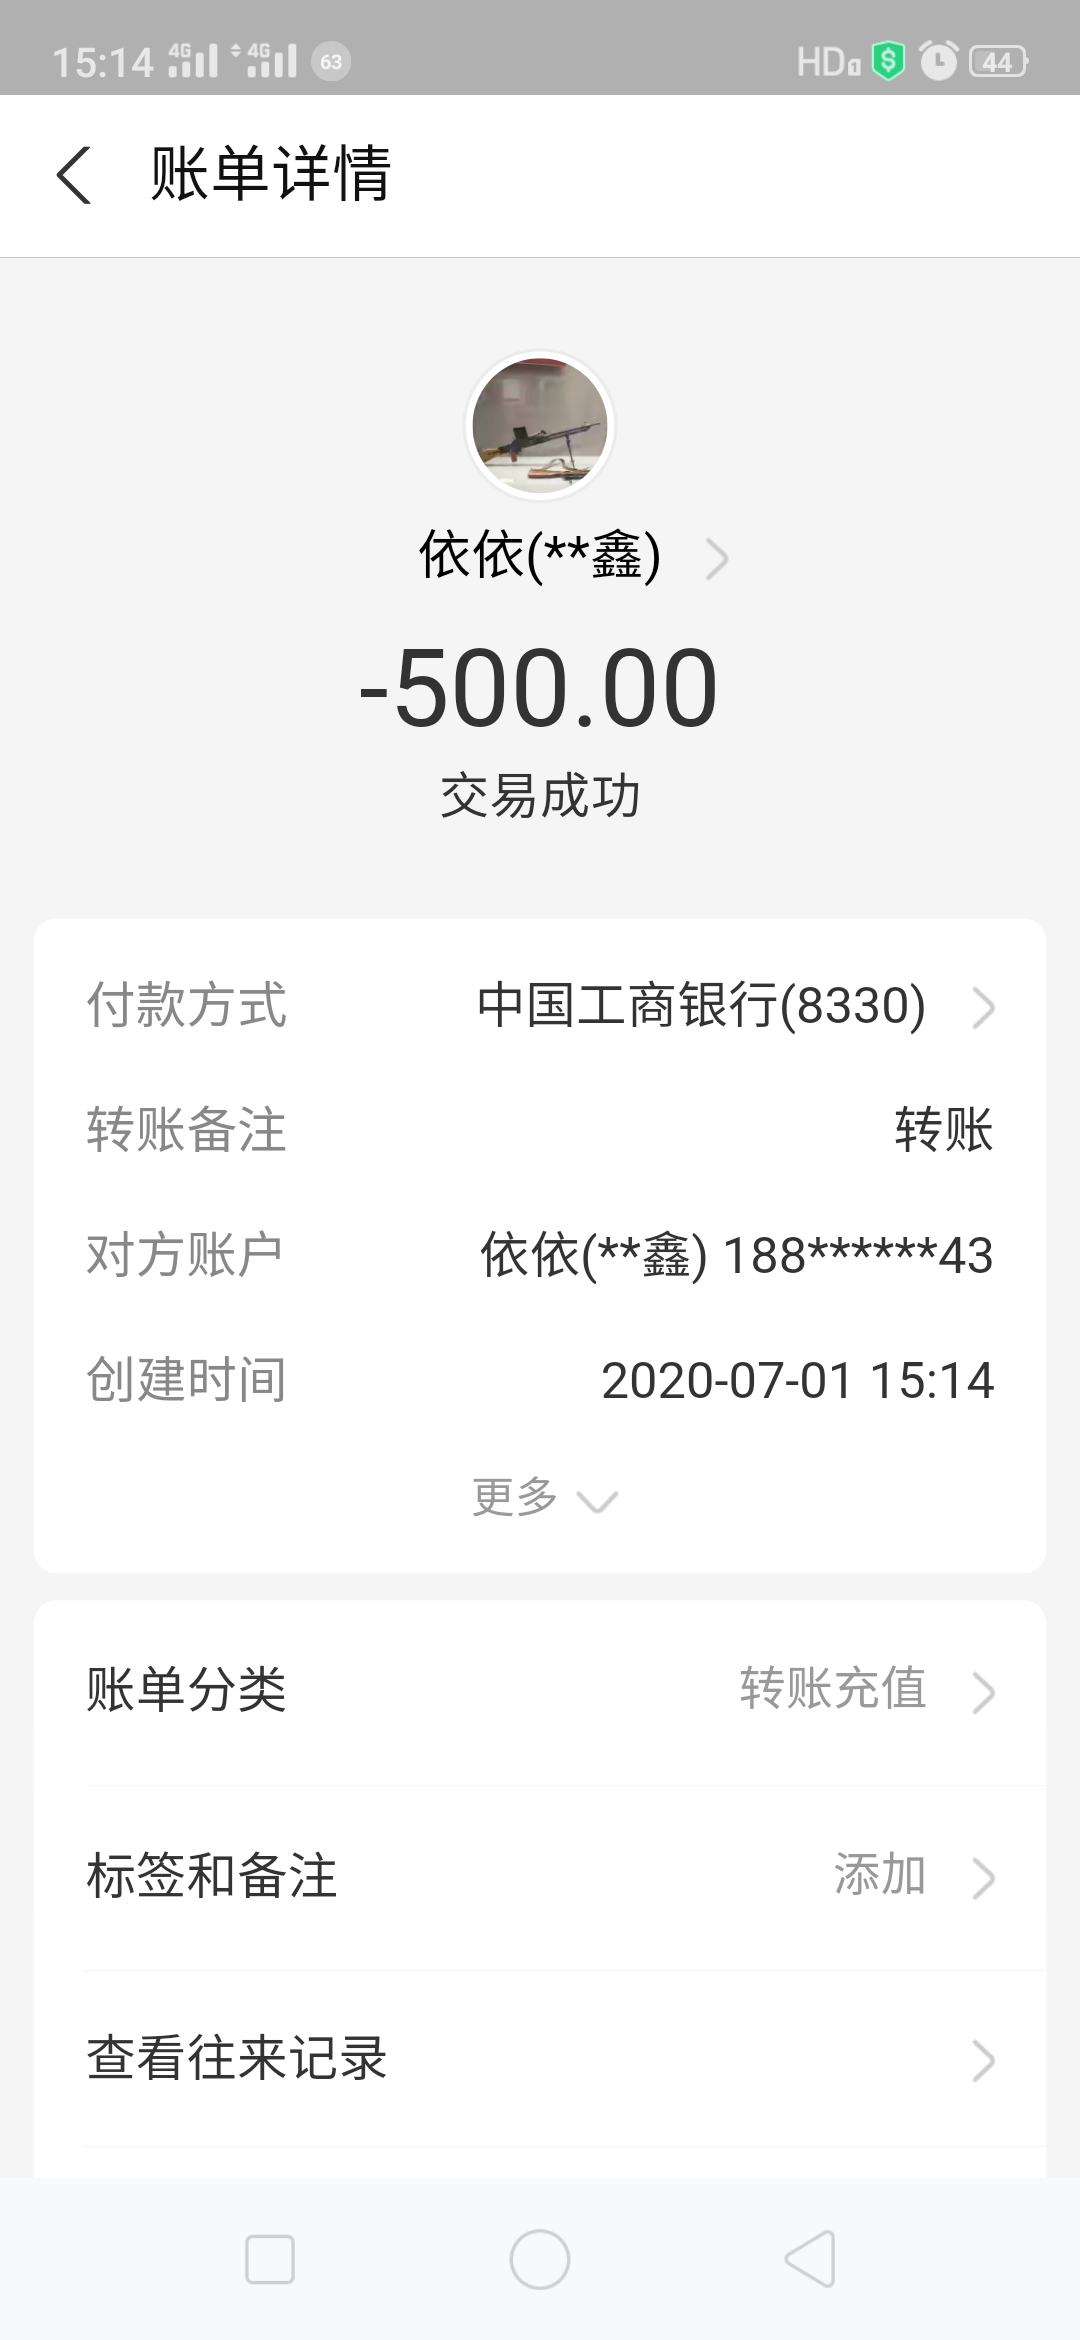 15:14 4G 4G 63 HD1 44
账单详情
依依(**鑫)
-500.00
交易成功
付款方式 中国工商银行(8330)
转账备注 转账
对方账户 依依(**鑫) 188******43
创建时间 2020-07-01 15:14
更多
账单分类 转账充值
标签和备注 添加
查看往来记录